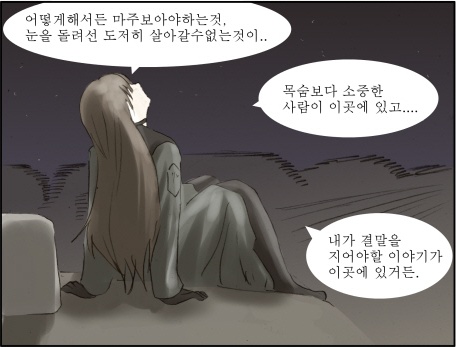 어떻게해서든 마주보아야하는것,
눈을 돌려선 도저히 살아갈수없는것이..
목숨보다 소중한
사람이 이곳에 있고....
내가 결말을
지어야할 이야기가
이곳에 있거든.